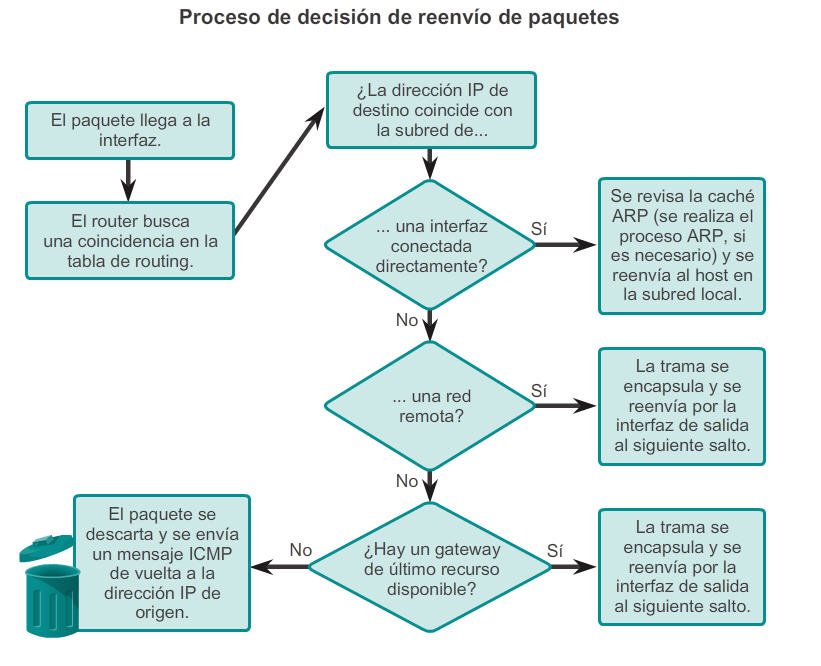 Proceso de decisión de reenvío de paquetes
El paquete llega a la
interfaz.
El router busca
una coincidencia en la
tabla de routing.
¿La dirección IP de
destino coincide con
la subred de...
... una interfaz
conectada
directamente?
Sí
Se revisa la caché
ARP (se realiza el
proceso ARP, si
es necesario) y se
reenvía al host en
la subred local.
No
... una red
remota?
Sí
La trama se
encapsula y se
reenvía por la
interfaz de salida
al siguiente salto.
No
¿Hay un gateway
de último recurso
disponible?
Sí
La trama se
encapsula y se
reenvía por la
interfaz de salida
al siguiente salto.
No
El paquete se
descarta y se envía
un mensaje ICMP
de vuelta a la
dirección IP de
origen.